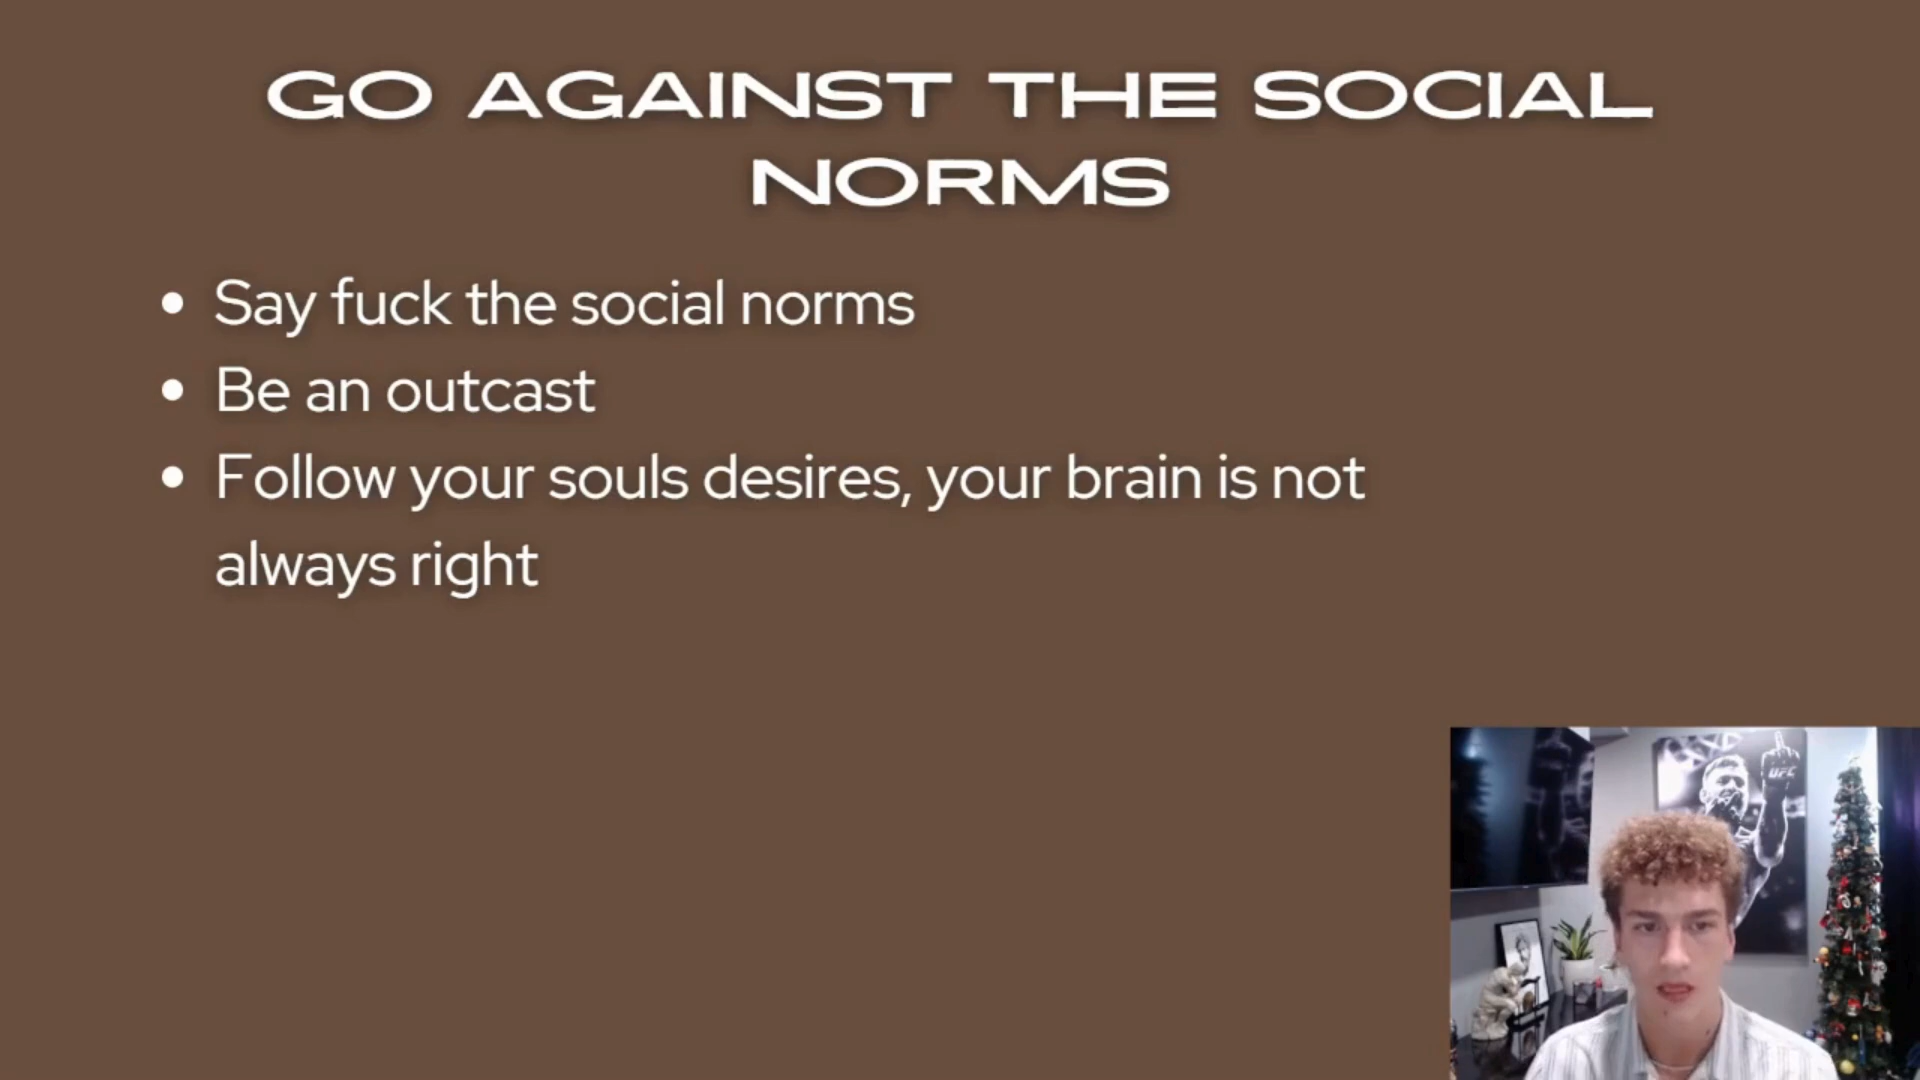 GO AGAINST THE SOCIAL
NORMS
• Say fuck the social norms
• Be an outcast
• Follow your souls desires, your brain is not
always right
UFC